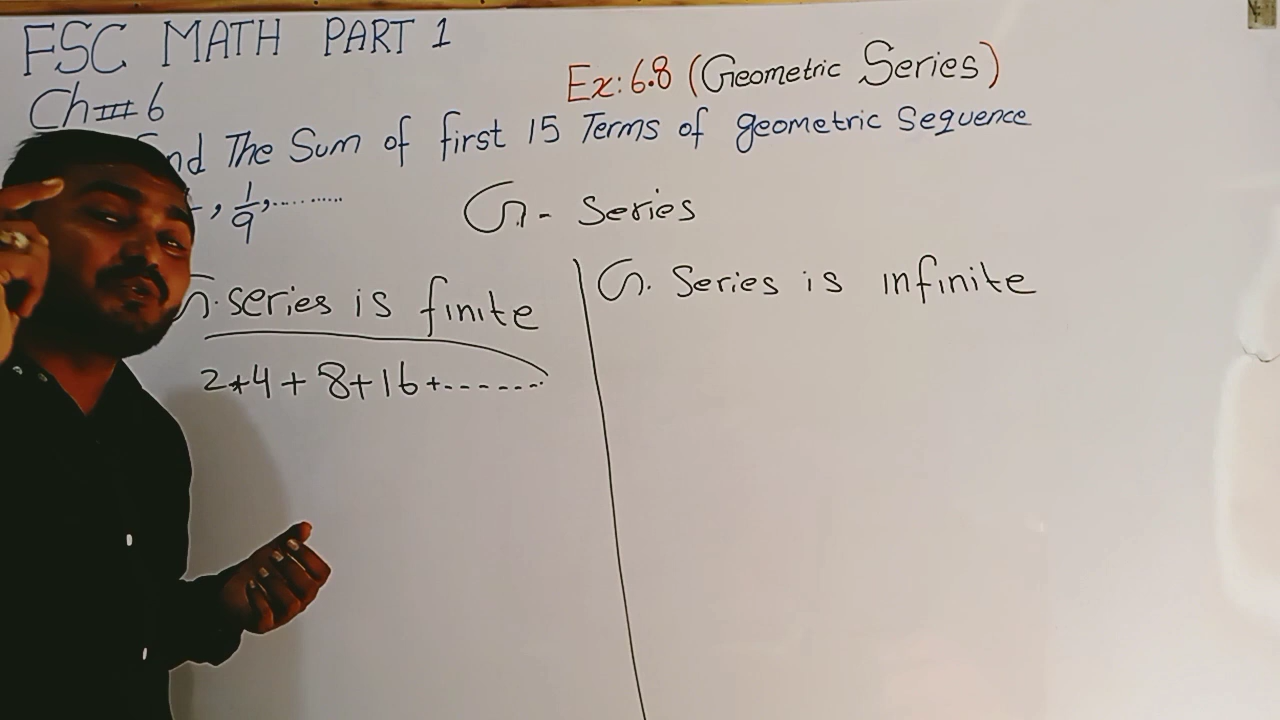 FSC MATH PART 1
Ex: 6.8 (Geometric Series)
Ch # 6
The Sum of first 15 Terms of geometric Sequence
, 1/9, ............
G - Series
G. series is finite
G. Series is infinite
2+4+8+16+-------